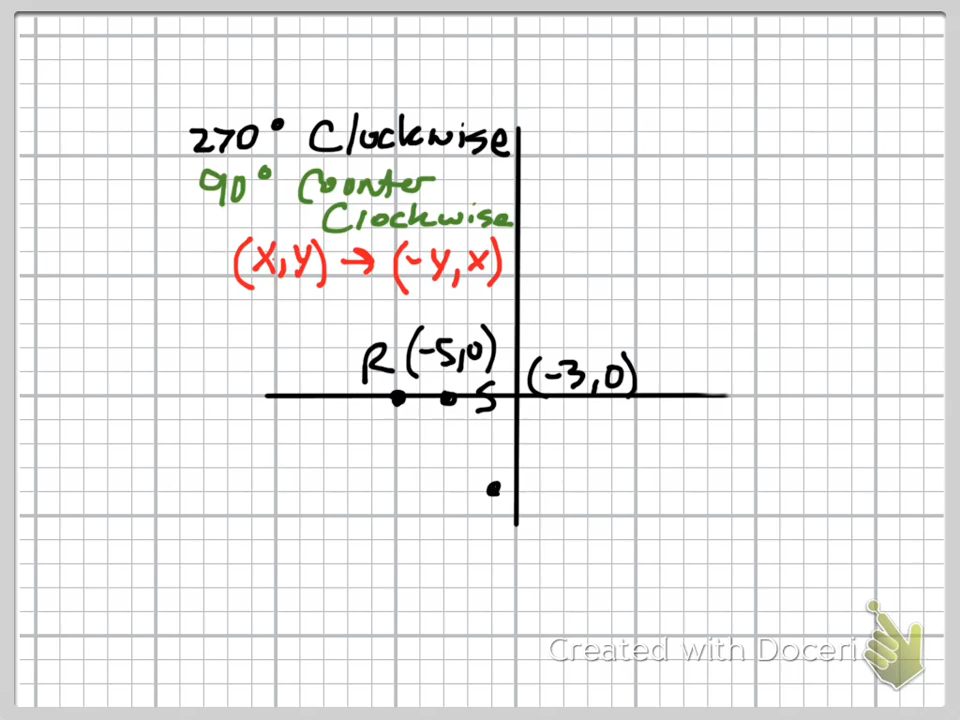 270° Clockwise
90° Counter
Clockwise
(x,y) → (-y,x)
R (-5,0)
S (-3,0)
Created with Doceri